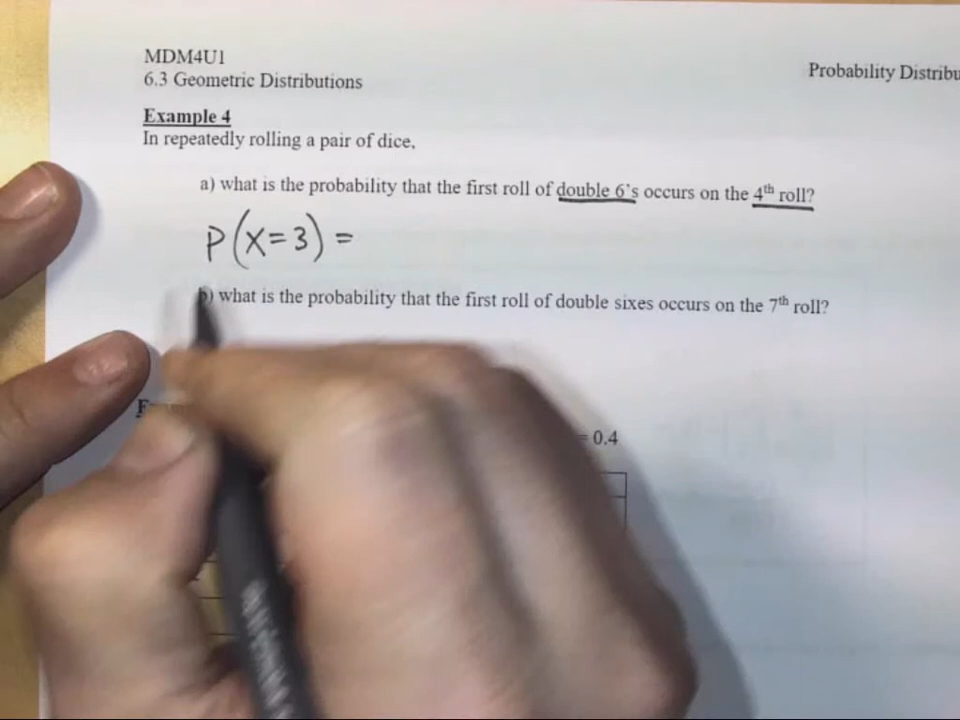 MDM4U1
6.3 Geometric Distributions
Probability Distribu
Example 4
In repeatedly rolling a pair of dice,
a) what is the probability that the first roll of double 6's occurs on the 4th roll?
P(X=3) =
b) what is the probability that the first roll of double sixes occurs on the 7th roll?
= 0.4